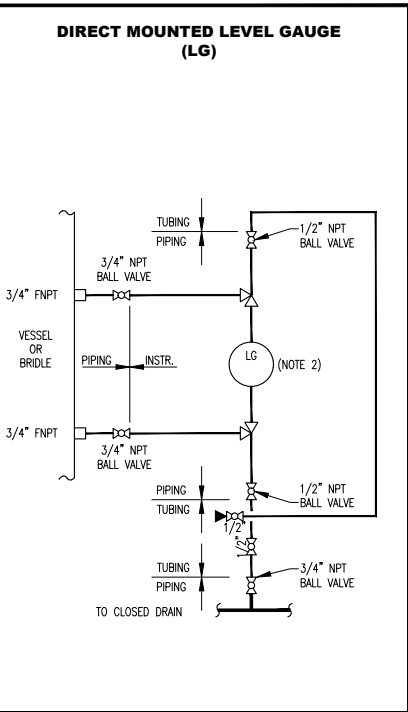 DIRECT MOUNTED LEVEL GAUGE
(LG)
TUBING
PIPING
1/2" NPT
BALL VALVE
3/4" NPT
BALL VALVE
3/4" FNPT
VESSEL
OR
BRIDLE
PIPING
INSTR.
LG
(NOTE 2)
3/4" FNPT
3/4" NPT
BALL VALVE
PIPING
TUBING
1/2" NPT
BALL VALVE
1/2"
1/2"
TUBING
PIPING
3/4" NPT
BALL VALVE
TO CLOSED DRAIN